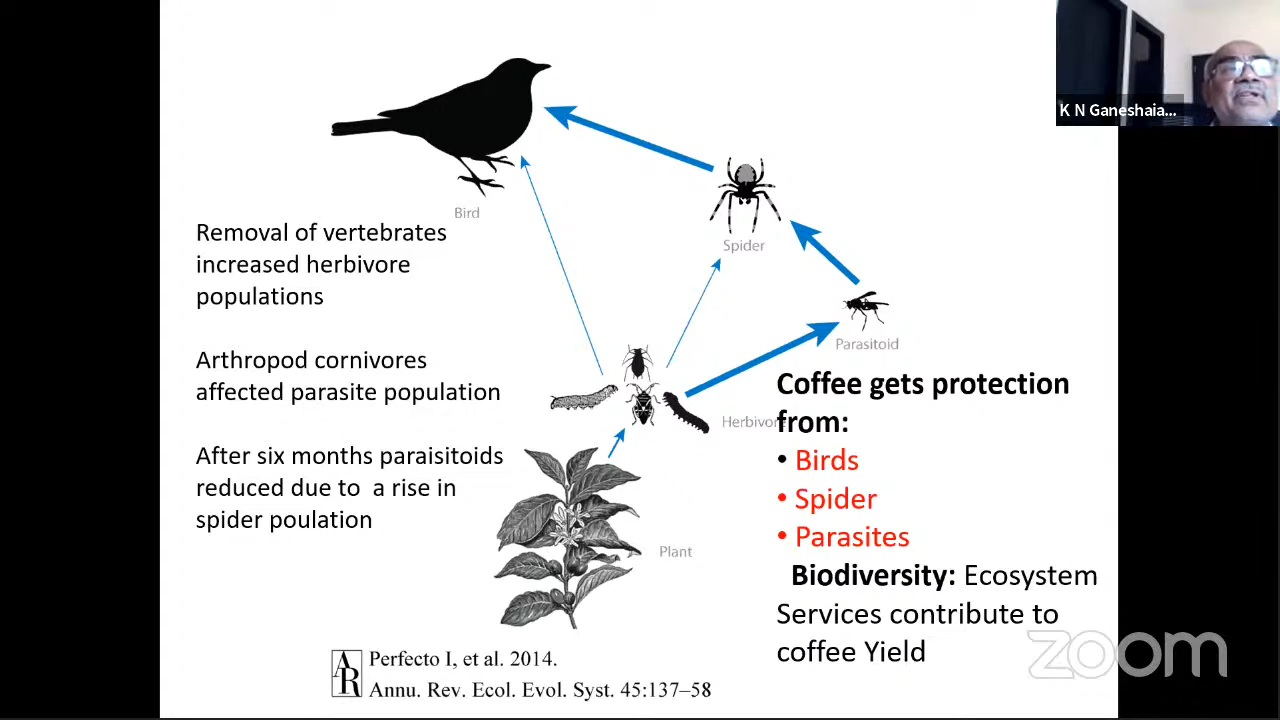 K N Ganeshaia...
Bird
Spider
Parasitoid
Removal of vertebrates
increased herbivore
populations
Arthropod cornivores
affected parasite population
After six months paraisitoids
reduced due to a rise in
spider poulation
Herbivor
Plant
Coffee gets protection
from:
• Birds
• Spider
• Parasites
Biodiversity: Ecosystem
Services contribute to
coffee Yield
AR
Perfecto I, et al. 2014.
Annu. Rev. Ecol. Evol. Syst. 45:137–58
zoom